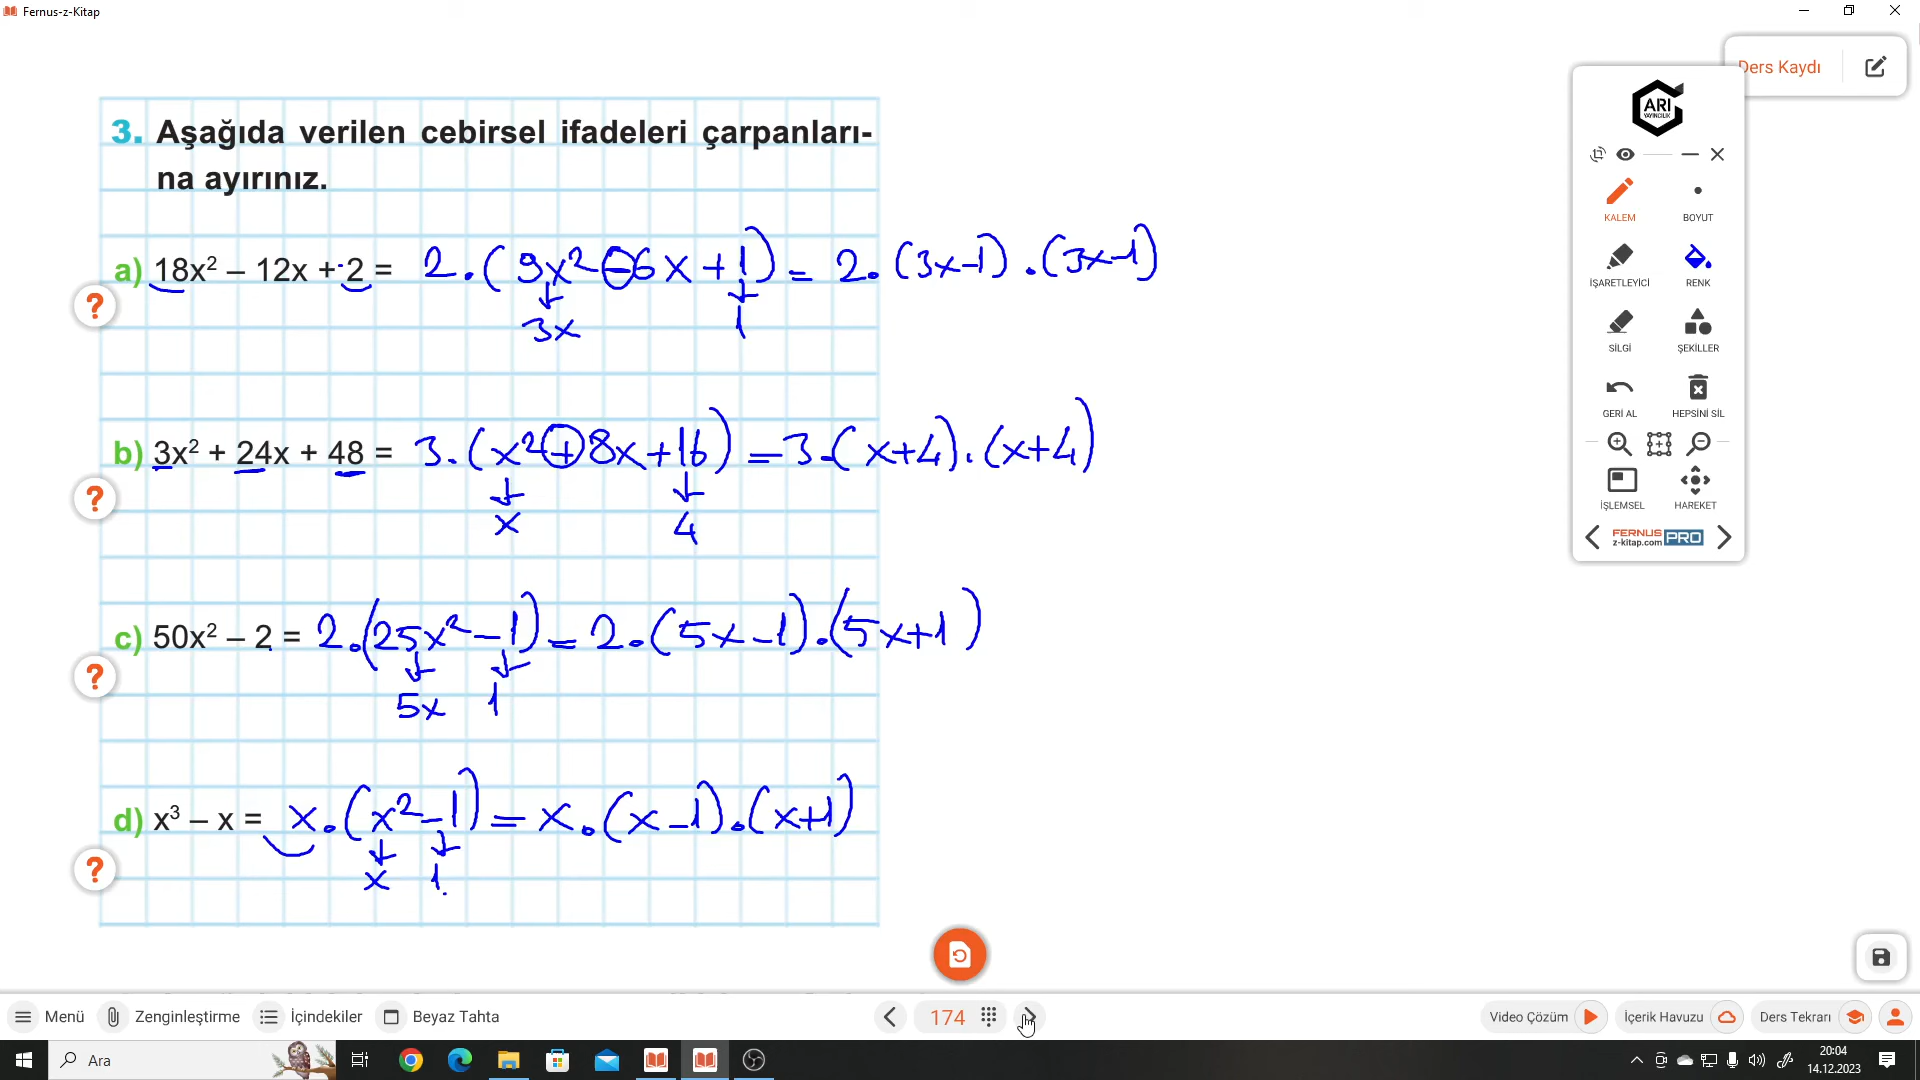 Fernus-z-Kitap
Ders Kaydı
ARI
YAYINCILIK
3. Aşağıda verilen cebirsel ifadeleri çarpanları-
na ayırınız.
a) 18x² – 12x + 2 = 2.(9x²-6x+1) = 2.(3x-1).(3x-1)
3x 1
?
b) 3x² + 24x + 48 = 3.(x²+8x+16) = 3.(x+4).(x+4)
x 4
?
c) 50x² – 2 = 2.(25x²-1) = 2.(5x-1).(5x+1)
5x 1
?
d) x³ – x = x.(x²-1) = x.(x-1).(x+1)
x 1
?
KALEM BOYUT
İŞARETLEYİCİ RENK
SİLGİ ŞEKİLLER
GERİ AL HEPSİNİ SİL
İŞLEMSEL HAREKET
FERNUS
z-kitap.com PRO
Menü Zenginleştirme İçindekiler Beyaz Tahta 174 Video Çözüm İçerik Havuzu Ders Tekrarı
Ara
20:04
14.12.2023